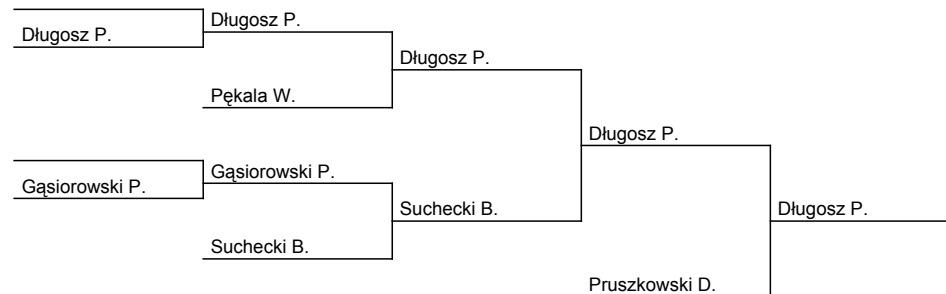 Długosz P.
Długosz P.
Długosz P.
Pękala W.
Długosz P.
Gąsiorowski P.
Gąsiorowski P.
Suchecki B.
Długosz P.
Suchecki B.
Pruszkowski D.